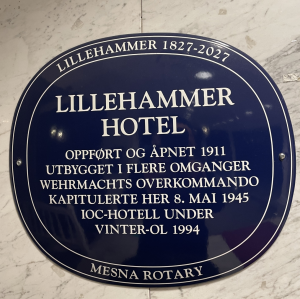 LILLEHAMMER 1827-2027
LILLEHAMMER
HOTEL
OPPFØRT OG ÅPNET 1911
UTBYGGET I FLERE OMGANGER
WEHRMACHTS OVERKOMMANDO
KAPITULERTE HER 8. MAI 1945
IOC-HOTELL UNDER
VINTER-OL 1994
MESNA ROTARY